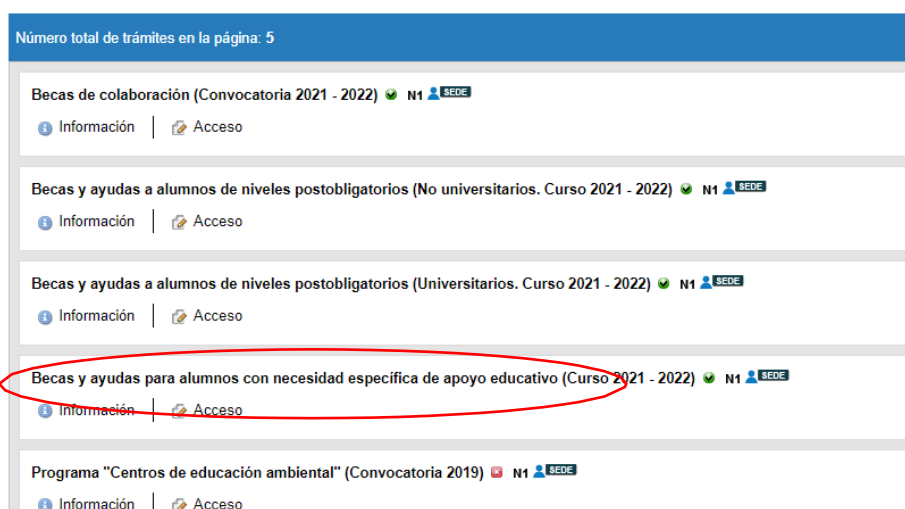 Número total de trámites en la página: 5
Becas de colaboración (Convocatoria 2021 - 2022) N1 SEDE
Información Acceso
Becas y ayudas a alumnos de niveles postobligatorios (No universitarios. Curso 2021 - 2022) N1 SEDE
Información Acceso
Becas y ayudas a alumnos de niveles postobligatorios (Universitarios. Curso 2021 - 2022) N1 SEDE
Información Acceso
Becas y ayudas para alumnos con necesidad específica de apoyo educativo (Curso 2021 - 2022) N1 SEDE
Información Acceso
Programa "Centros de educación ambiental" (Convocatoria 2019) N1 SEDE
Información Acceso